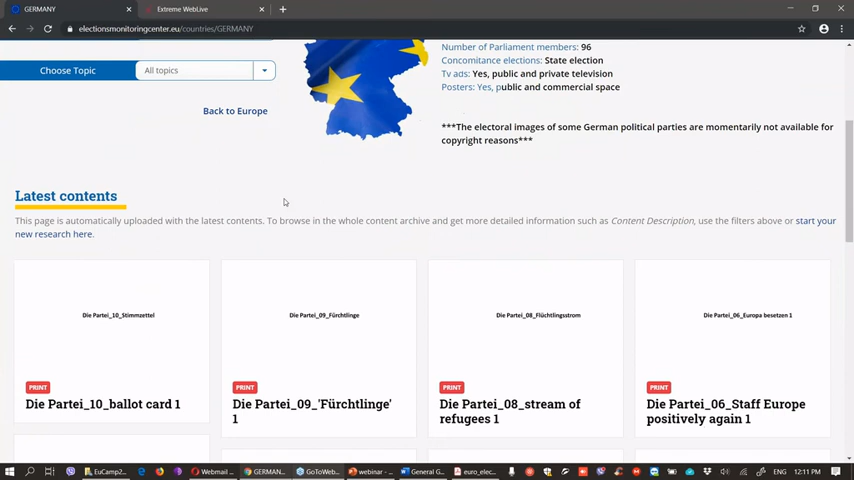 GERMANY
Extreme WebLive
electionsmonitoringcenter.eu/countries/GERMANY
Choose Topic
All topics
Back to Europe
Number of Parliament members: 96
Concomitance elections: State election
Tv ads: Yes, public and private television
Posters: Yes, public and commercial space
***The electoral images of some German political parties are momentarily not available for
copyright reasons***
Latest contents
This page is automatically uploaded with the latest contents. To browse in the whole content archive and get more detailed information such as Content Description, use the filters above or start your
new research here.
Die Partei_10_Stimmzettel
PRINT
Die Partei_10_ballot card 1
Die Partei_09_Fürchtlinge
PRINT
Die Partei_09_'Fürchtlinge'
1
Die Partei_08_Flüchtlingsstrom
PRINT
Die Partei_08_stream of
refugees 1
Die Partei_06_Europa besetzen 1
PRINT
Die Partei_06_Staff Europe
positively again 1
EuCamp2...
Webmail ...
GERMAN...
GoToWeb...
webinar - ...
General G...
euro_elec...
ENG
12:11 PM